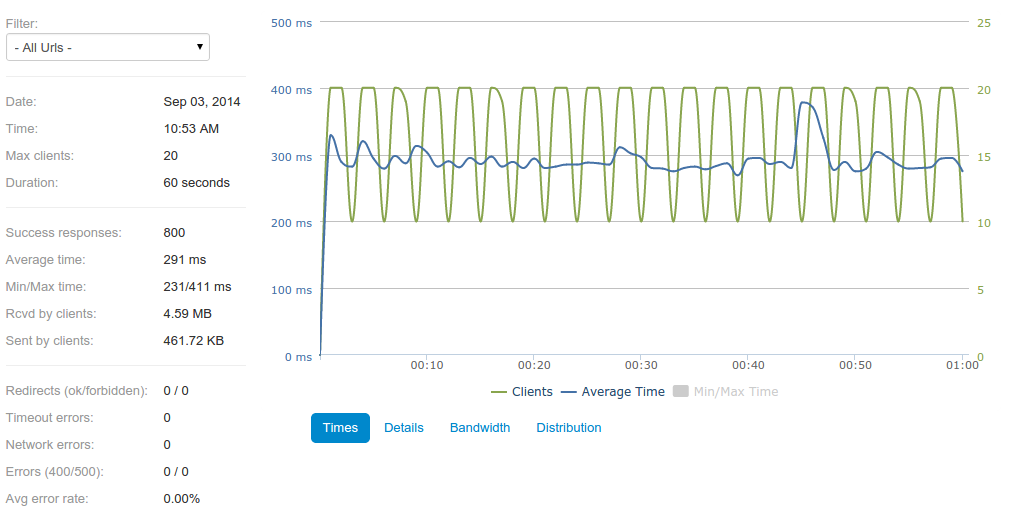 Filter:
- All Urls -
Date: Sep 03, 2014
Time: 10:53 AM
Max clients: 20
Duration: 60 seconds
Success responses: 800
Average time: 291 ms
Min/Max time: 231/411 ms
Rcvd by clients: 4.59 MB
Sent by clients: 461.72 KB
Redirects (ok/forbidden): 0 / 0
Timeout errors: 0
Network errors: 0
Errors (400/500): 0 / 0
Avg error rate: 0.00%
500 ms 25
400 ms 20
300 ms 15
200 ms 10
100 ms 5
0 ms 0
00:10 00:20 00:30 00:40 00:50 01:00
Clients Average Time Min/Max Time
Times Details Bandwidth Distribution